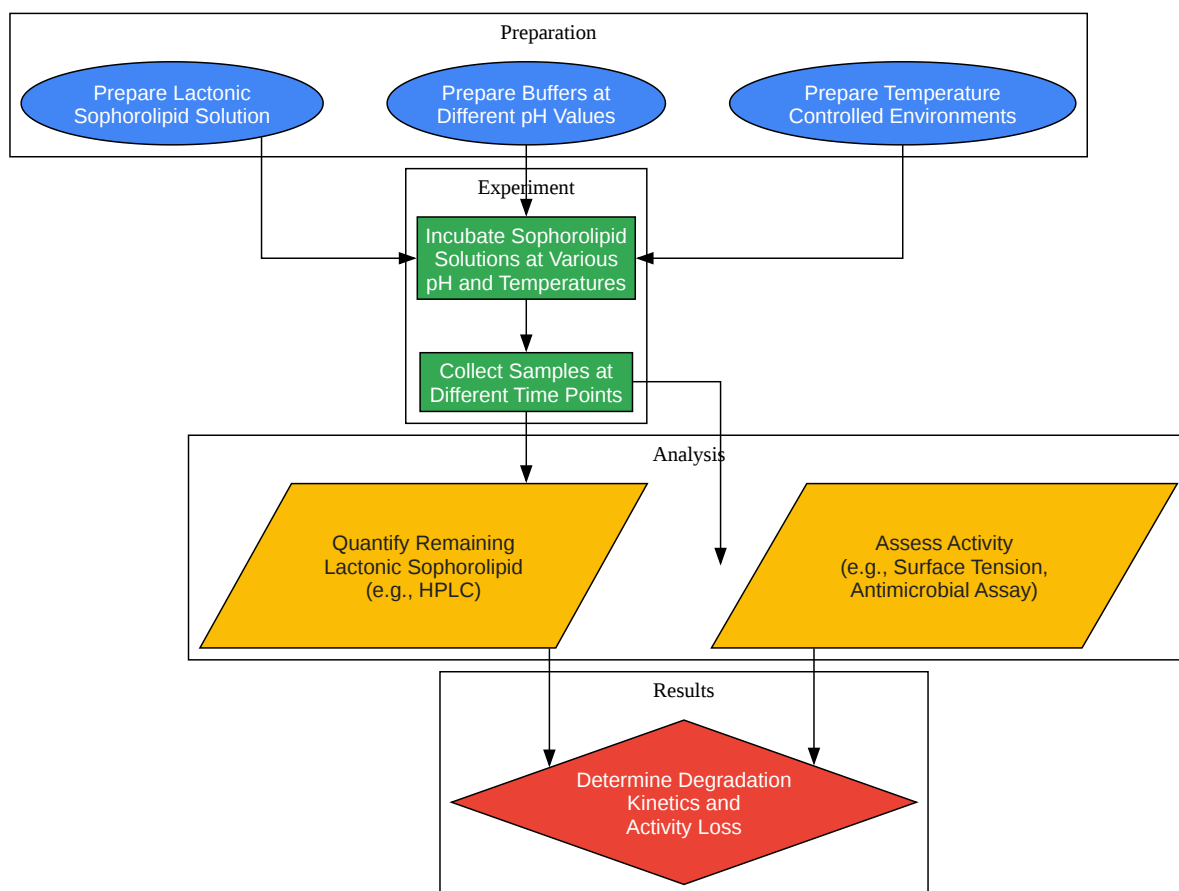 Preparation
Prepare Lactonic
Sophorolipid Solution
Prepare Buffers at
Different pH Values
Prepare Temperature
Controlled Environments
Experiment
Incubate Sophorolipid
Solutions at Various
pH and Temperatures
Collect Samples at
Different Time Points
Analysis
Quantify Remaining
Lactonic Sophorolipid
(e.g., HPLC)
Assess Activity
(e.g., Surface Tension,
Antimicrobial Assay)
Results
Determine Degradation
Kinetics and
Activity Loss